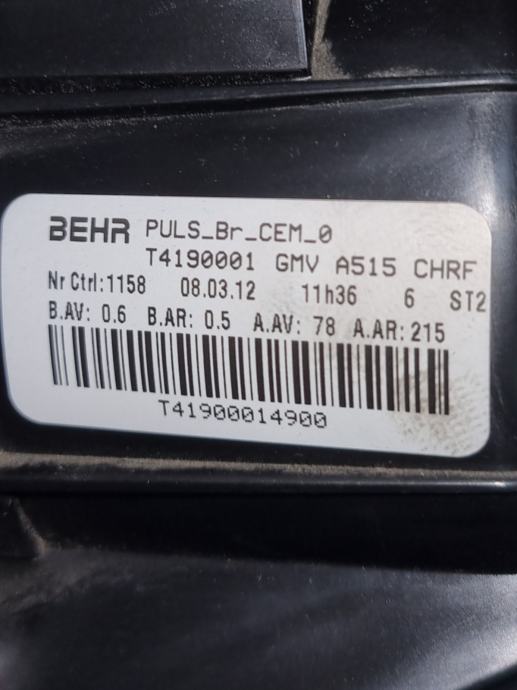 BEHR PULS_Br_CEM_0
T4190001 GMV A515 CHRF
Nr Ctrl:1158 08.03.12 11h36 6 ST2
B.AV: 0.6 B.AR: 0.5 A.AV: 78 A.AR: 215
T41900014900